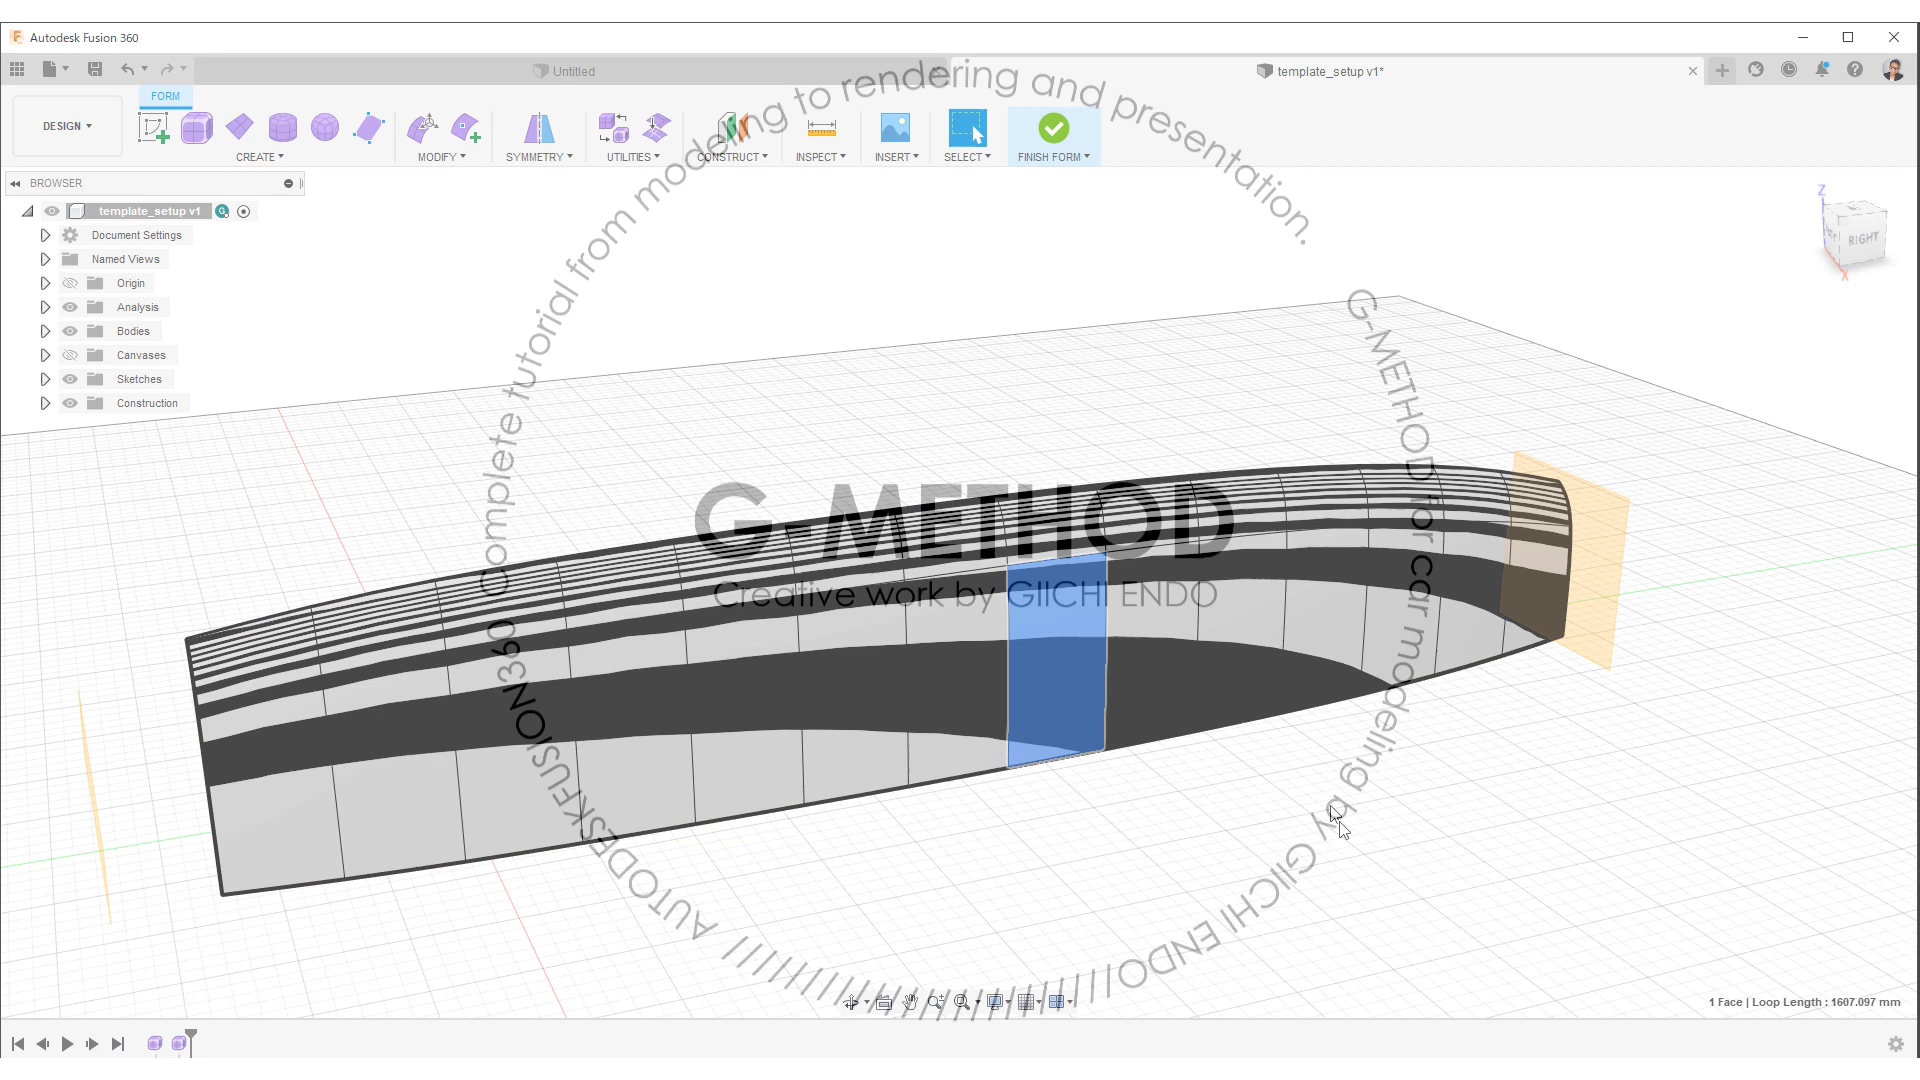 Autodesk Fusion 360
Untitled
template_setup v1*
DESIGN
FORM
CREATE
MODIFY
SYMMETRY
UTILITIES
CONSTRUCT
INSPECT
INSERT
SELECT
FINISH FORM
BROWSER
template_setup v1
Document Settings
Named Views
Origin
Analysis
Bodies
Canvases
Sketches
Construction
Z
RIGHT
X
G-METHOD
Creative work by GIICHI ENDO
G-METHOD for car modeling by GIICHI ENDO//////////////////////// AUTODESKFUSION360 Complete tutorial from modeling to rendering and presentation.
1 Face | Loop Length : 1607.097 mm